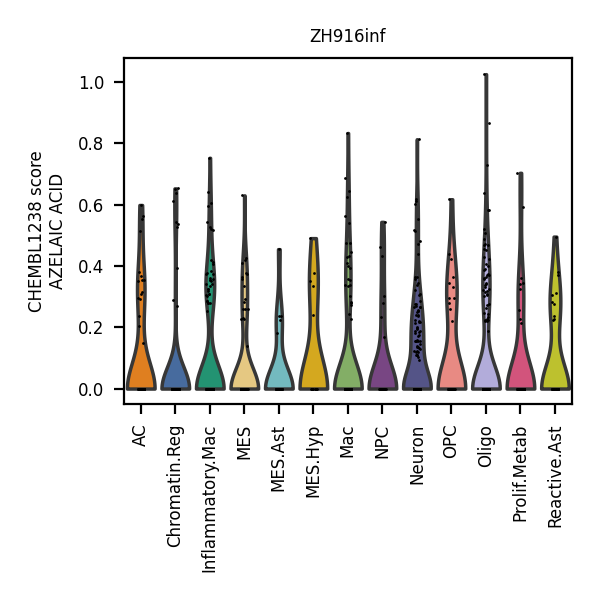 ZH916inf
CHEMBL1238 score
AZELAIC ACID
1.0
0.8
0.6
0.4
0.2
0.0
AC
Chromatin.Reg
Inflammatory.Mac
MES
MES.Ast
MES.Hyp
Mac
NPC
Neuron
OPC
Oligo
Prolif.Metab
Reactive.Ast